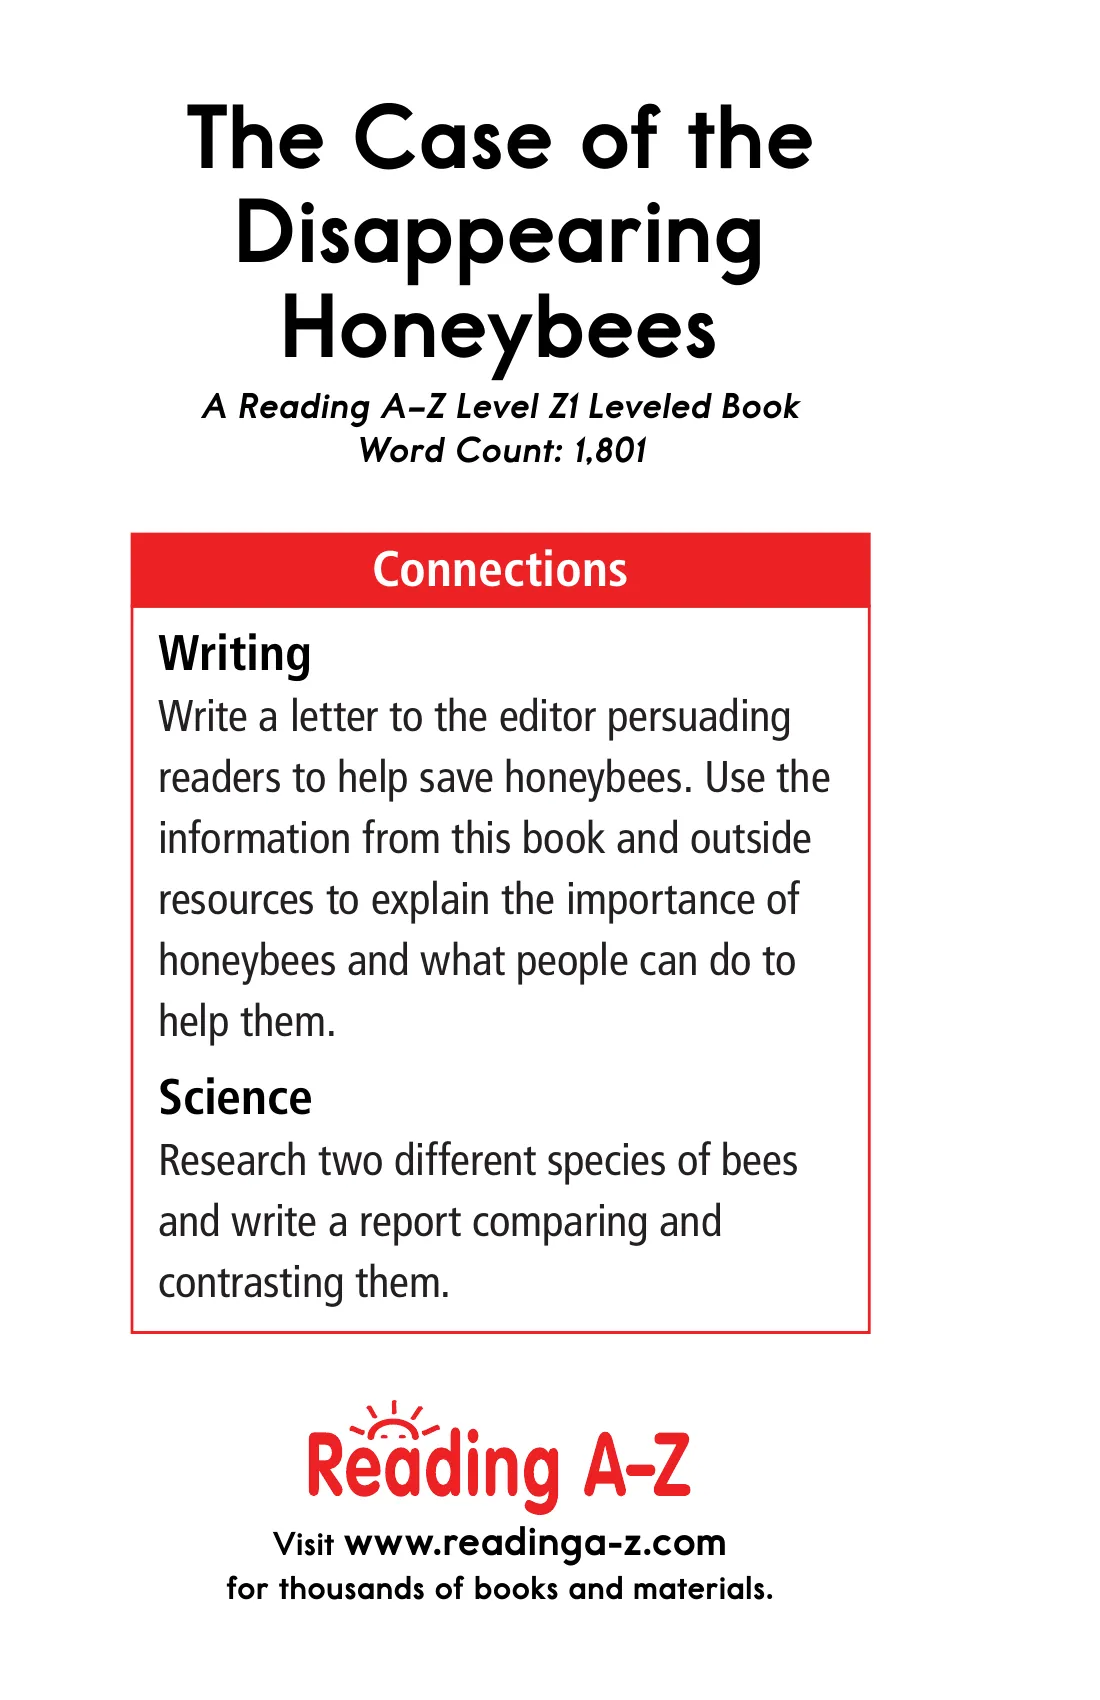 The Case of the
Disappearing
Honeybees
A Reading A–Z Level Z1 Leveled Book
Word Count: 1,801
Connections
Writing
Write a letter to the editor persuading
readers to help save honeybees. Use the
information from this book and outside
resources to explain the importance of
honeybees and what people can do to
help them.
Science
Research two different species of bees
and write a report comparing and
contrasting them.
Reading A–Z
Visit www.readinga-z.com
for thousands of books and materials.